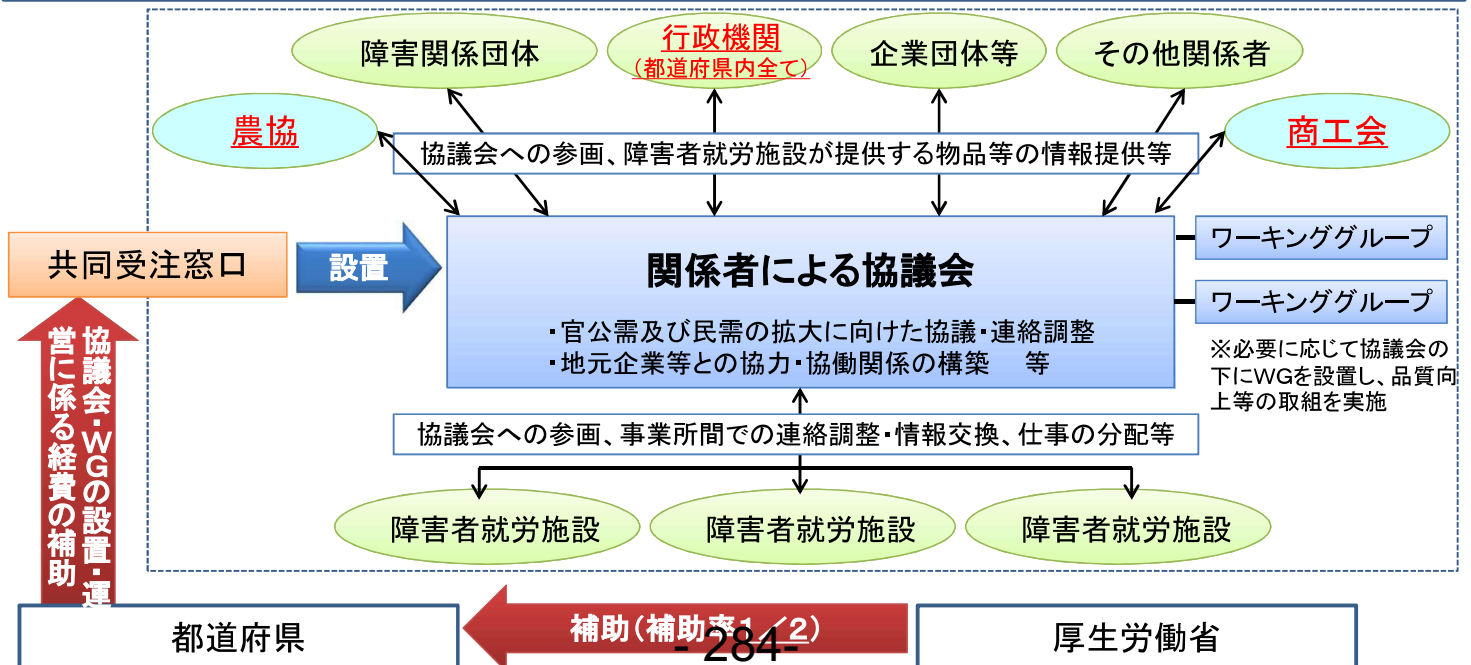 障害関係団体
行政機関
(都道府県内全て)
企業団体等
その他関係者
農協
商工会
協議会への参画、障害者就労施設が提供する物品等の情報提供等
共同受注窓口
設置
関係者による協議会
・官公需及び民需の拡大に向けた協議・連絡調整
・地元企業等との協力・協働関係の構築　等
ワーキンググループ
ワーキンググループ
※必要に応じて協議会の
下にWGを設置し、品質向
上等の取組を実施
協議会・WGの設置・運
営に係る経費の補助
協議会への参画、事業所間での連絡調整・情報交換、仕事の分配等
障害者就労施設
障害者就労施設
障害者就労施設
都道府県
補助(補助率1／2)
厚生労働省
- 284-